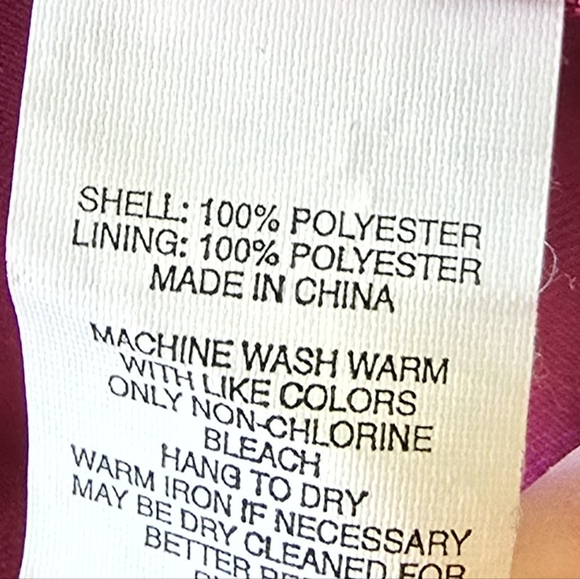 SHELL: 100% POLYESTER
LINING: 100% POLYESTER
MADE IN CHINA
MACHINE WASH WARM
WITH LIKE COLORS
ONLY NON-CHLORINE
BLEACH
HANG TO DRY
WARM IRON IF NECESSARY
MAY BE DRY CLEANED FOR
BETTER